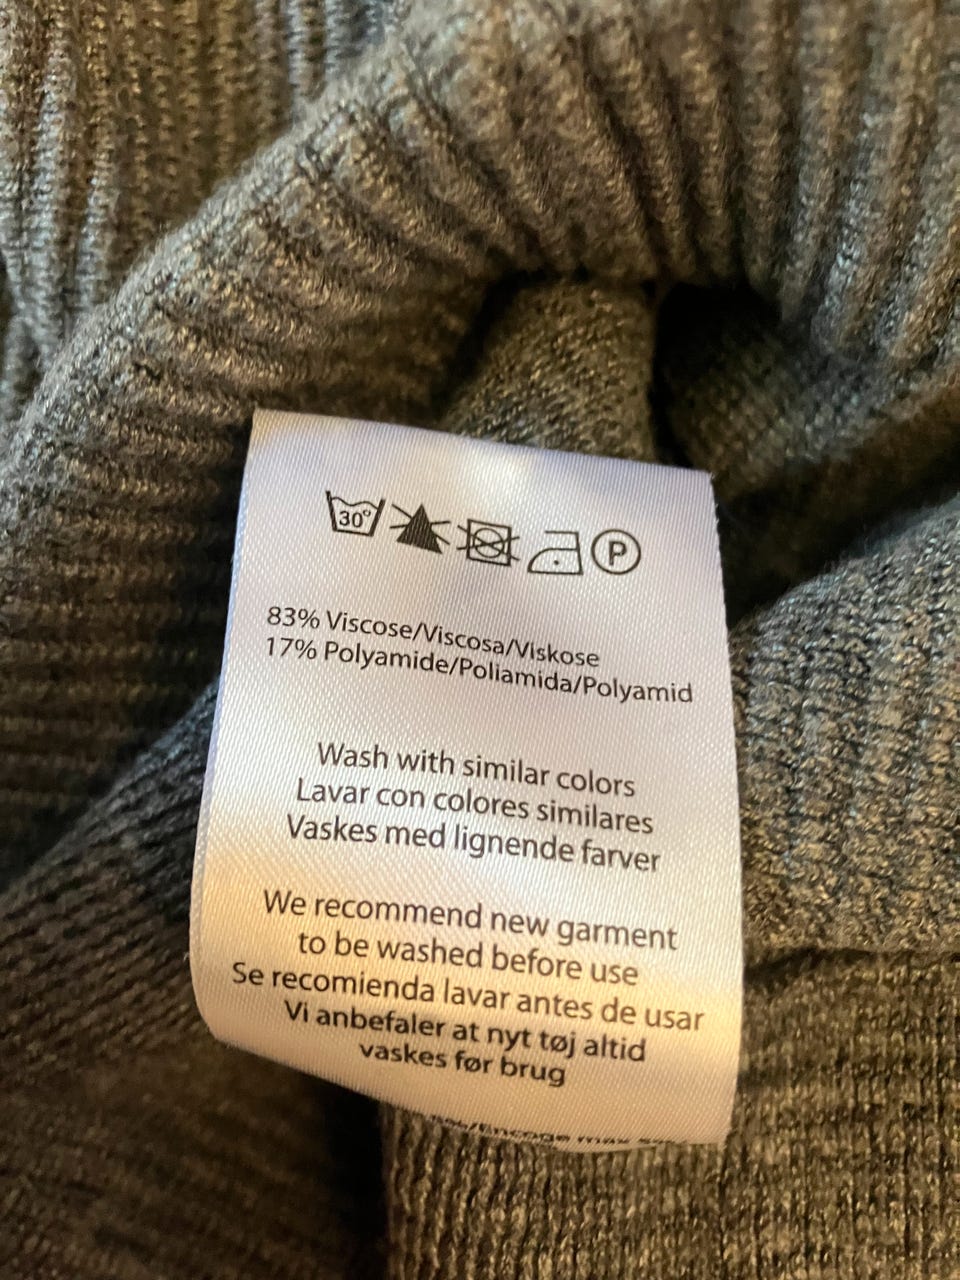 30°
P
83% Viscose/Viscosa/Viskose
17% Polyamide/Poliamida/Polyamid
Wash with similar colors
Lavar con colores similares
Vaskes med lignende farver
We recommend new garment
to be washed before use
Se recomienda lavar antes de usar
Vi anbefaler at nyt tøj altid
vaskes før brug